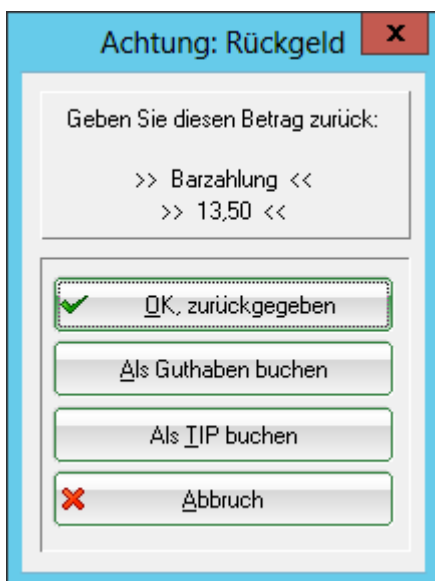 Achtung: Rückgeld
x
Geben Sie diesen Betrag zurück:
>> Barzahlung <<
>> 13,50 <<
OK, zurückgegeben
Als Guthaben buchen
Als TIP buchen
Abbruch